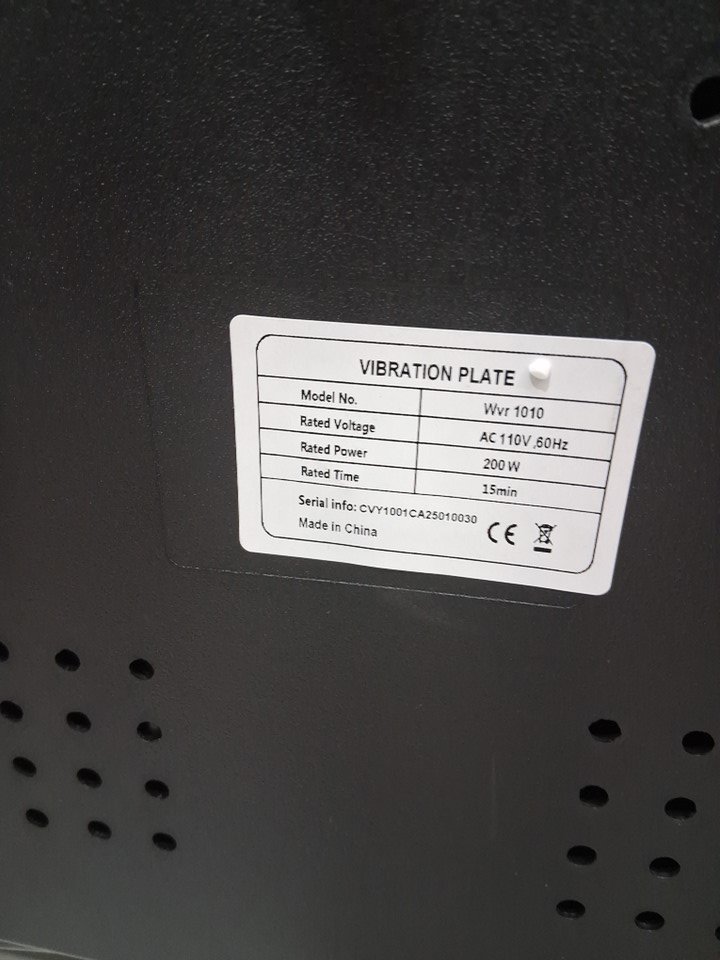 VIBRATION PLATE
Model No. Wvr 1010
Rated Voltage AC 110V ,60Hz
Rated Power 200 W
Rated Time 15min
Serial info: CVY1001CA25010030
Made in China
CE